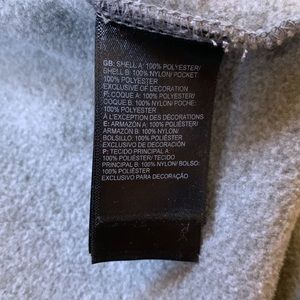 GB: SHELL A: 100% POLYESTER/
SHELL B: 100% NYLON/ POCKET:
100% POLYESTER
EXCLUSIVE OF DECORATION
F: COQUE A: 100% POLYESTER/
COQUE B: 100% NYLON/ POCHE:
100% POLYESTER
À L'EXCEPTION DES DÉCORATIONS
E: ARMAZÓN A: 100% POLIÉSTER/
ARMAZÓN B: 100% NYLON/
BOLSILLO: 100% POLIÉSTER
EXCLUYENDO DECORACIÓN
P: TECIDO PRINCIPAL A:
100% POLIÉSTER/ TECIDO
PRINCIPAL B: 100% NYLON/ BOLSO:
100% POLIÉSTER
EXCLUSIVO PARA DECORAÇÃO